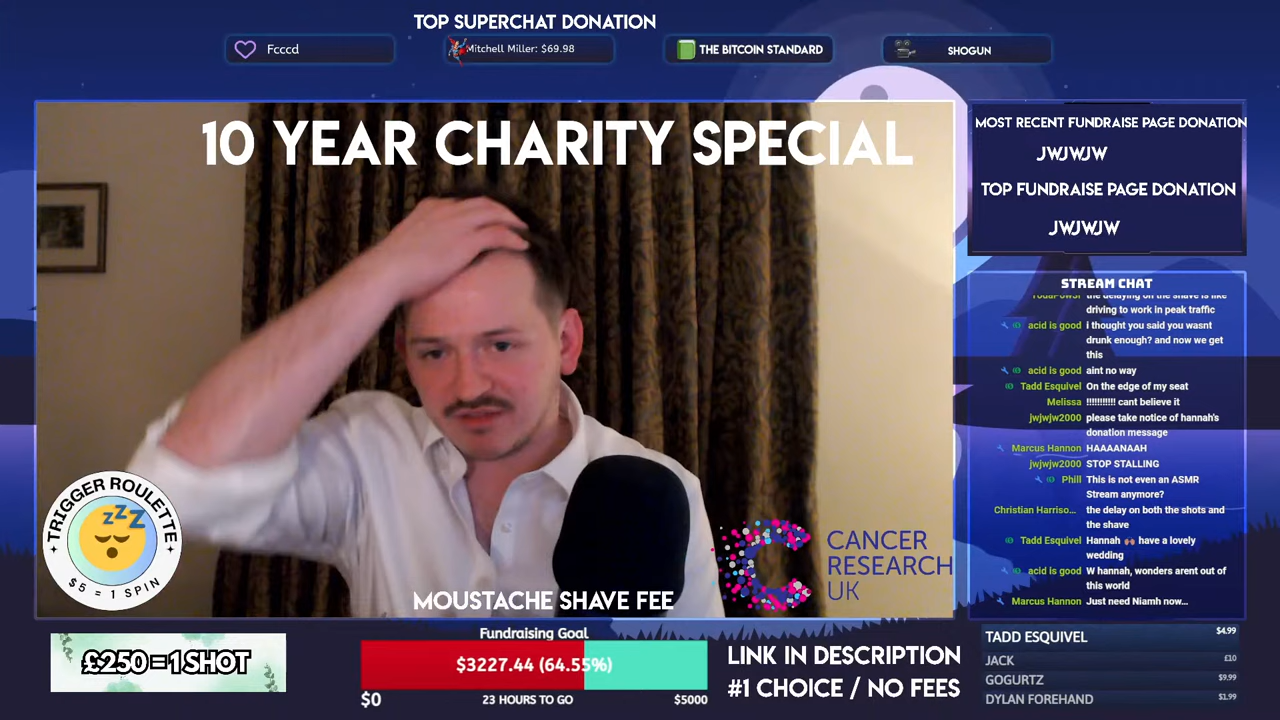 TOP SUPERCHAT DONATION
Fcccd
Mitchell Miller: $69.98
THE BITCOIN STANDARD
SHOGUN
10 YEAR CHARITY SPECIAL
MOST RECENT FUNDRAISE PAGE DONATION
JWJWJW
TOP FUNDRAISE PAGE DONATION
JWJWJW
STREAM CHAT
the delaying on the shave is like
driving to work in peak traffic
acid is good i thought you said you wasnt
drunk enough? and now we get
this
acid is good aint no way
Tadd Esquivel On the edge of my seat
Melissa !!!!!!!!!!! cant believe it
jwjwjw2000 please take notice of hannah's
donation message
Marcus Hannon HAAAANAAH
jwjwjw2000 STOP STALLING
Phill This is not even an ASMR
Stream anymore?
Christian Harriso... the delay on both the shots and
the shave
Tadd Esquivel Hannah 🙌 have a lovely
wedding
acid is good W hannah, wonders arent out of
this world
Marcus Hannon Just need Niamh now...
TRIGGER ROULETTE
zzZ
$5 = 1 SPIN
CANCER
RESEARCH
UK
MOUSTACHE SHAVE FEE
£250 = 1 SHOT
Fundraising Goal
$3227.44 (64.55%)
$0
23 HOURS TO GO
$5000
LINK IN DESCRIPTION
#1 CHOICE / NO FEES
TADD ESQUIVEL $4.99
JACK £10
GOGURTZ $9.99
DYLAN FOREHAND $1.99